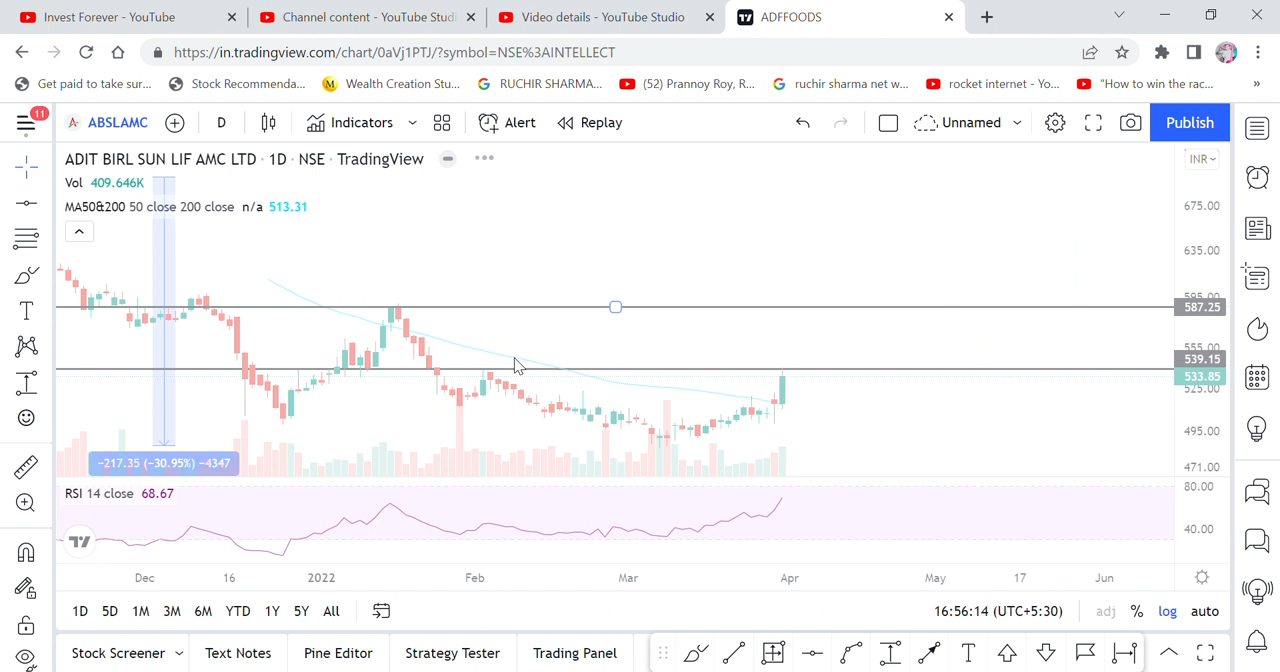 Invest Forever - YouTube
Channel content - YouTube Studi
Video details - YouTube Studio
ADFFOODS
https://in.tradingview.com/chart/0aVj1PTJ/?symbol=NSE%3AINTELLECT
Get paid to take sur...
Stock Recommenda...
Wealth Creation Stu...
RUCHIR SHARMA...
(52) Prannoy Roy, R...
ruchir sharma net w...
rocket internet - Yo...
"How to win the rac...
»
11
ABSLAMC
D
Indicators
Alert
Replay
Unnamed
Publish
ADIT BIRL SUN LIF AMC LTD · 1D · NSE · TradingView
INR
Vol 409.646K
MA50&200 50 close 200 close n/a 513.31
675.00
635.00
595.00
587.25
555.00
539.15
533.85
525.00
495.00
471.00
−217.35 (−30.95%) −4347
RSI 14 close 68.67
80.00
40.00
Dec 16 2022 Feb Mar Apr May 17 Jun
1D 5D 1M 3M 6M YTD 1Y 5Y All
16:56:14 (UTC+5:30)
adj % log auto
Stock Screener
Text Notes
Pine Editor
Strategy Tester
Trading Panel